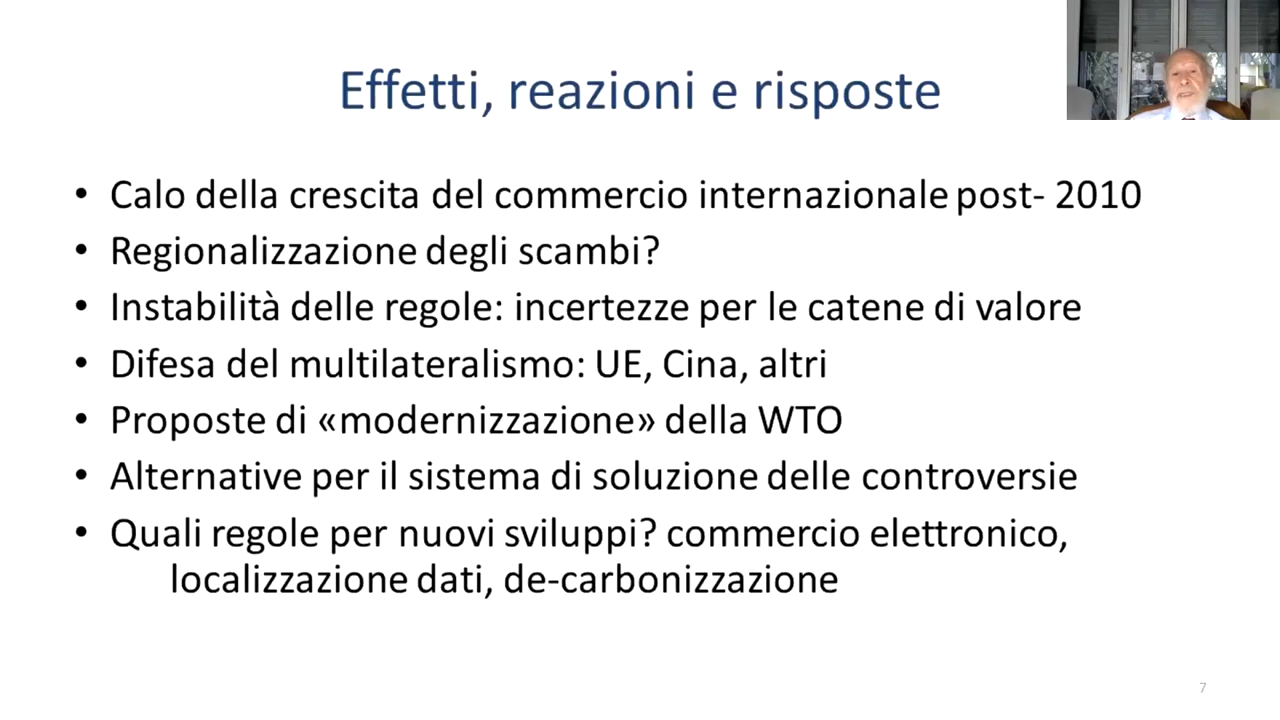 Effetti, reazioni e risposte
• Calo della crescita del commercio internazionale post- 2010
• Regionalizzazione degli scambi?
• Instabilità delle regole: incertezze per le catene di valore
• Difesa del multilateralismo: UE, Cina, altri
• Proposte di «modernizzazione» della WTO
• Alternative per il sistema di soluzione delle controversie
• Quali regole per nuovi sviluppi? commercio elettronico,
localizzazione dati, de-carbonizzazione
7